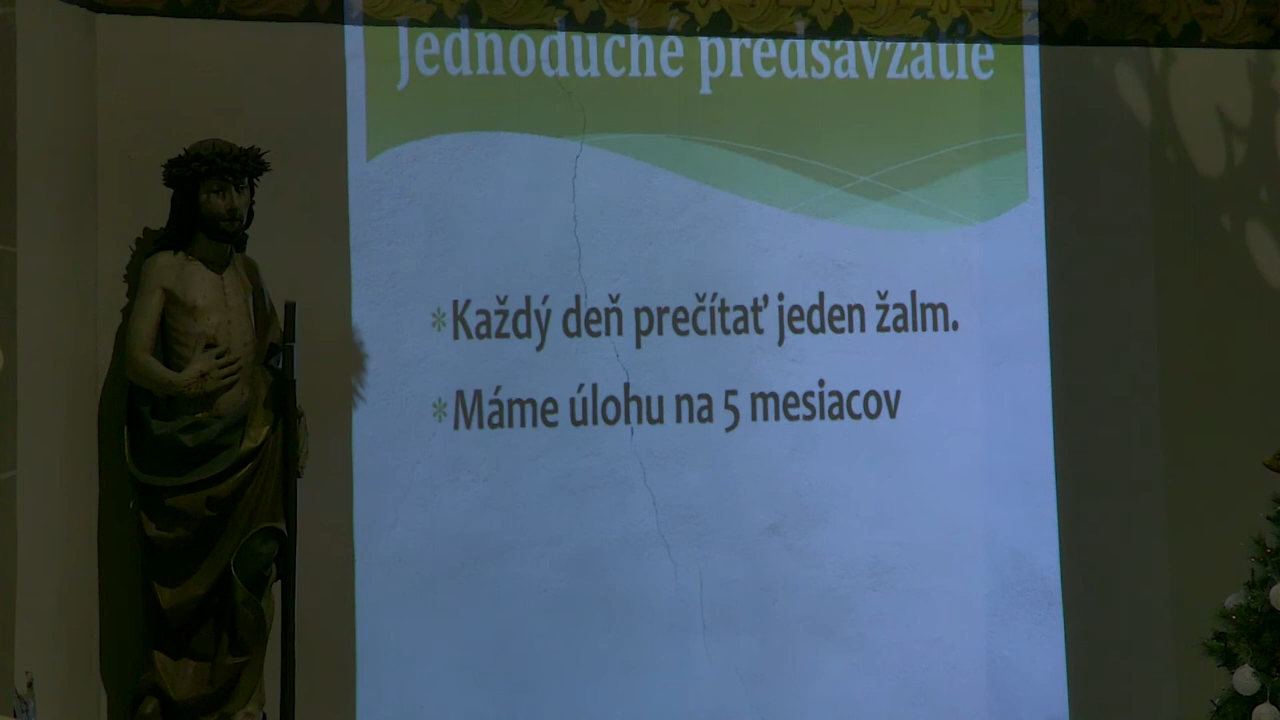 Jednoduché predsavzatie
*Každý deň prečítať jeden žalm.
*Máme úlohu na 5 mesiacov